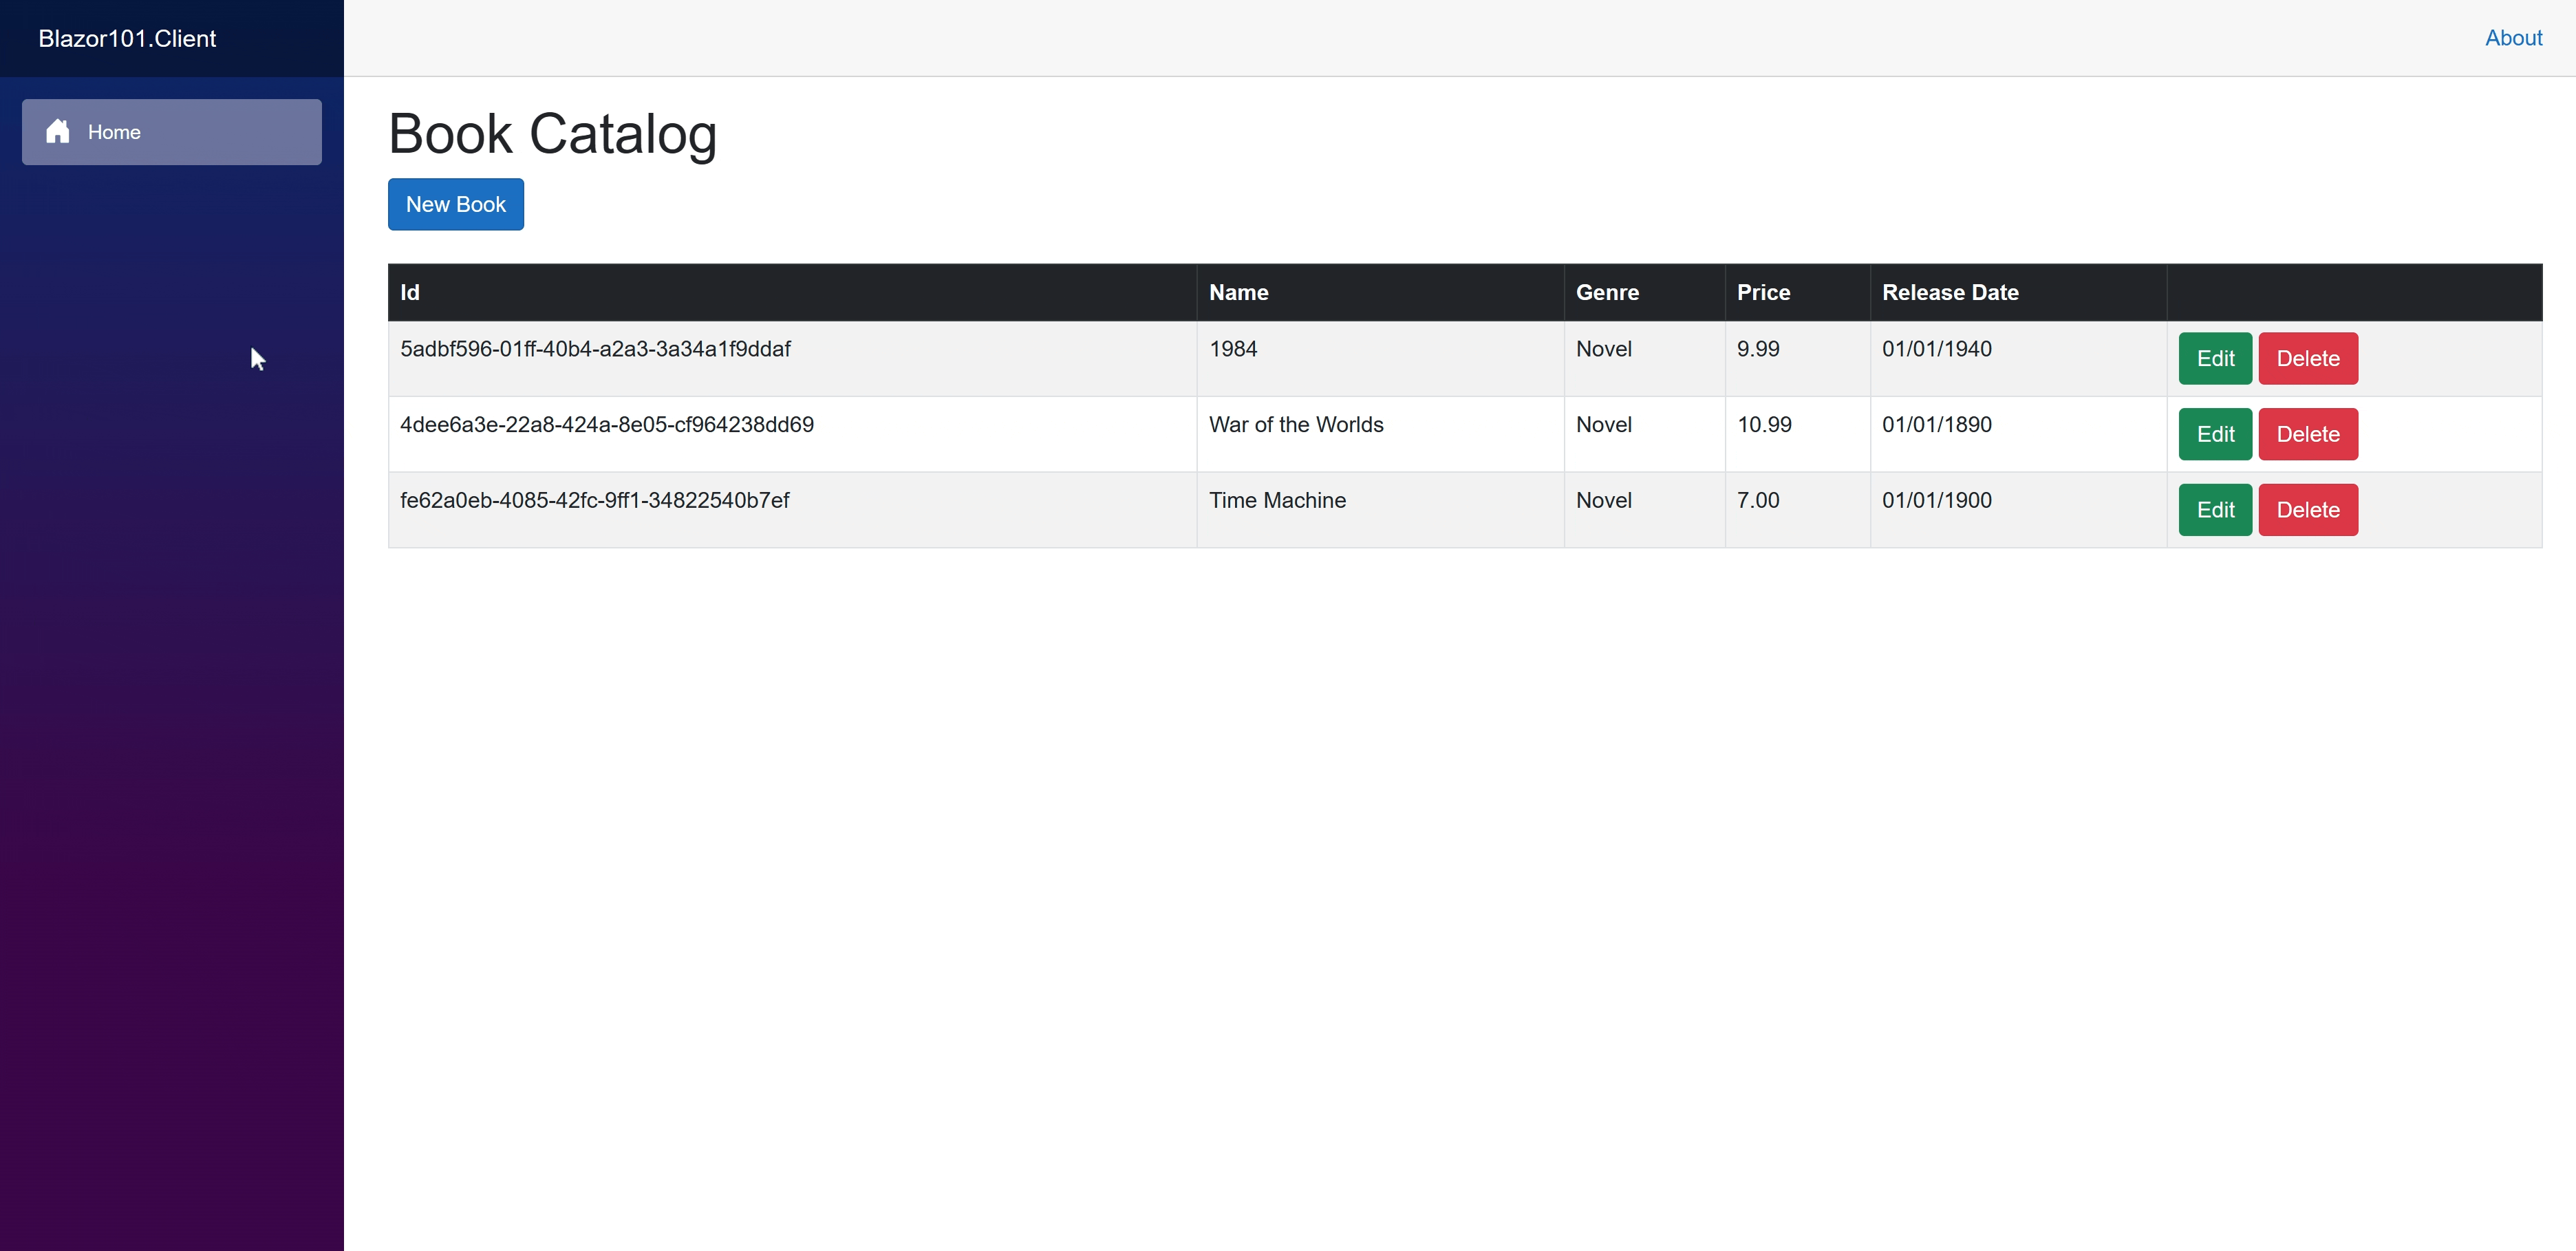 Blazor101.Client
About
Home
Book Catalog
New Book
Id Name Genre Price Release Date
5adbf596-01ff-40b4-a2a3-3a34a1f9ddaf 1984 Novel 9.99 01/01/1940 Edit Delete
4dee6a3e-22a8-424a-8e05-cf964238dd69 War of the Worlds Novel 10.99 01/01/1890 Edit Delete
fe62a0eb-4085-42fc-9ff1-34822540b7ef Time Machine Novel 7.00 01/01/1900 Edit Delete